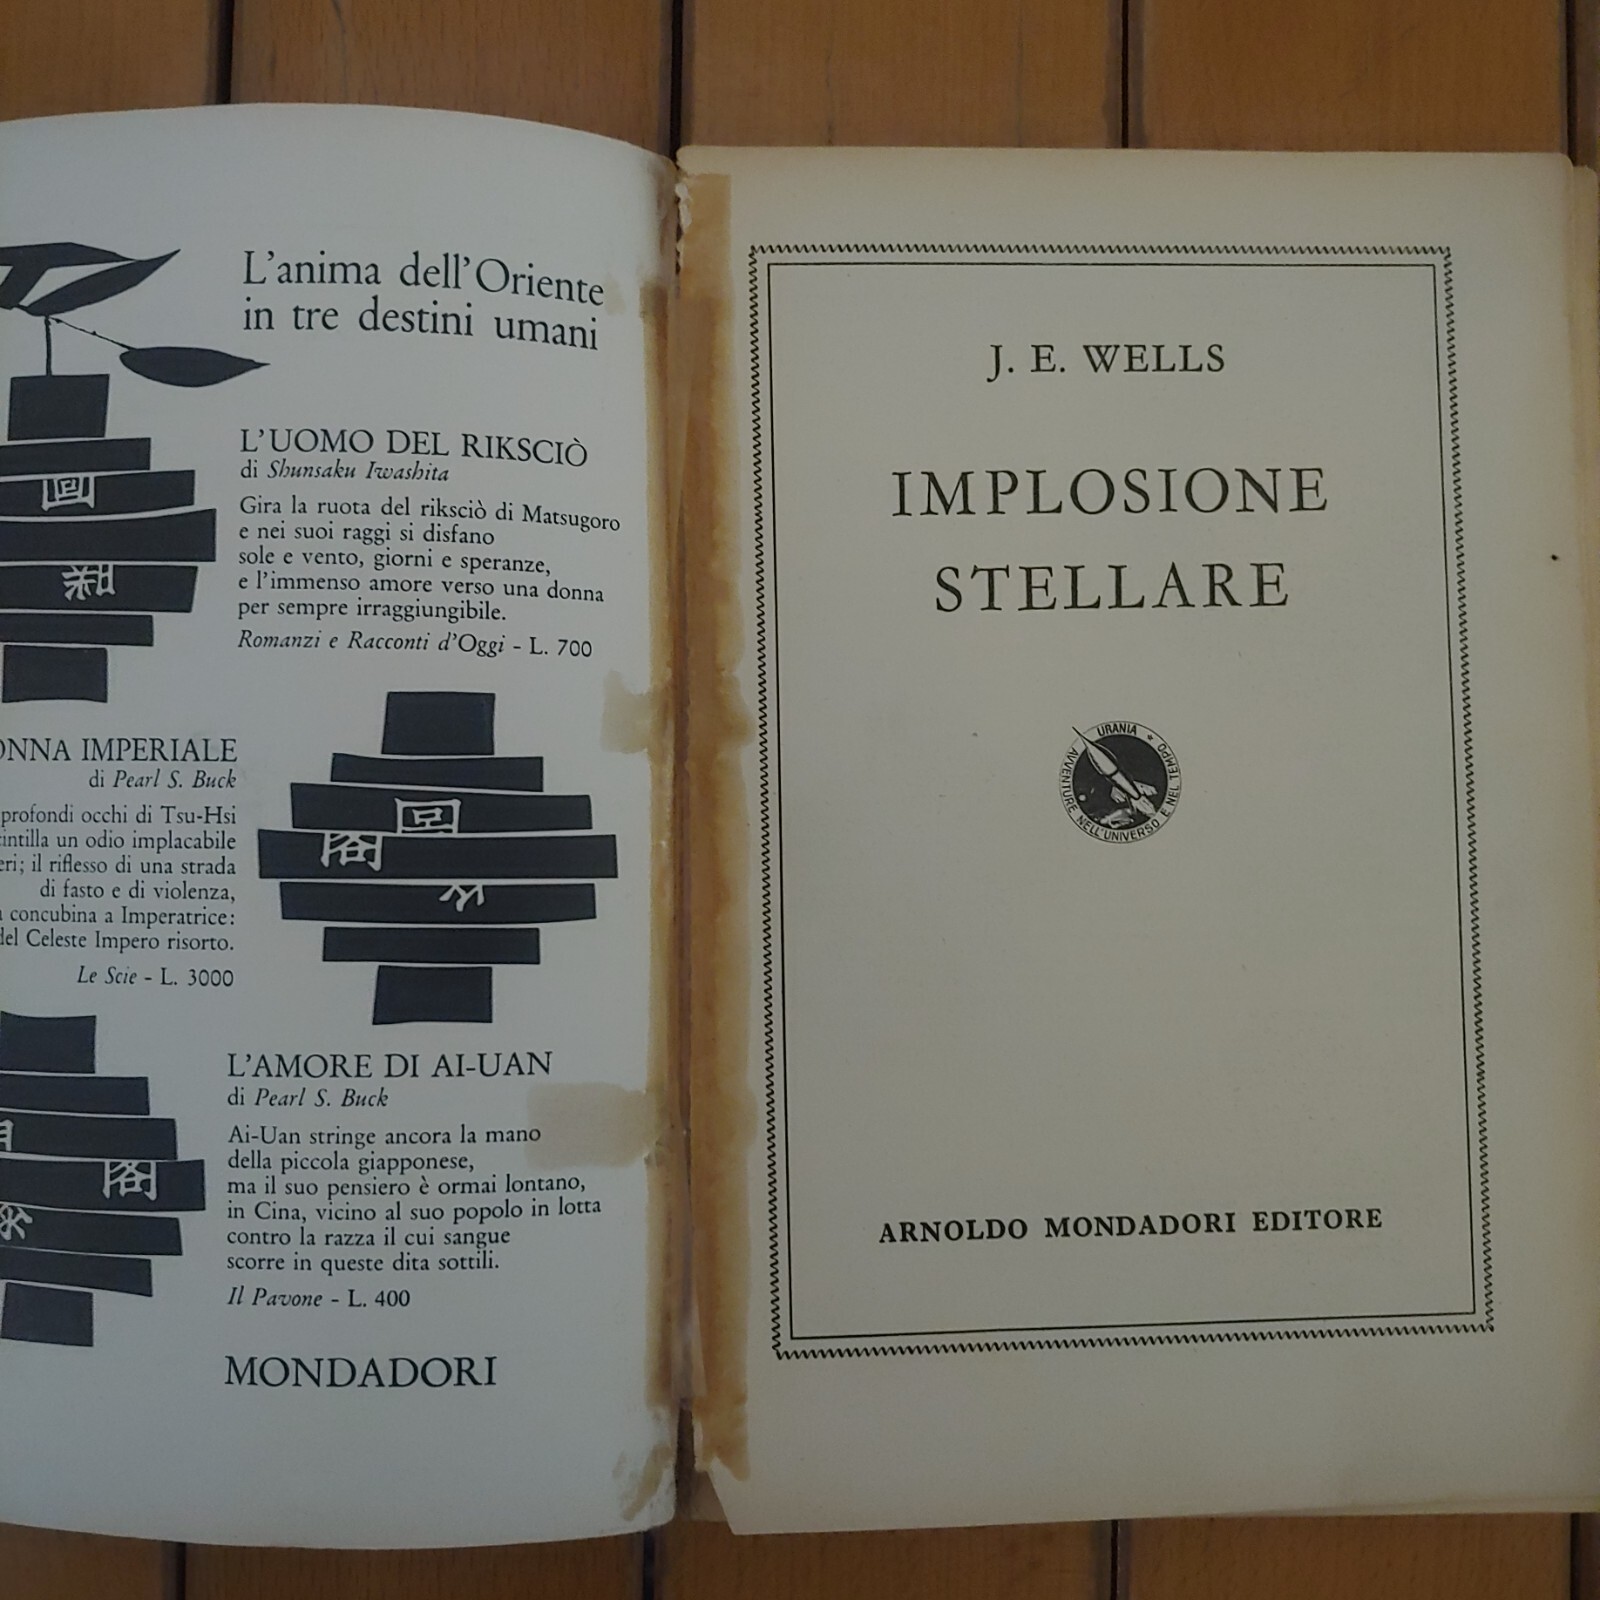 L'anima dell'Oriente
in tre destini umani
L'UOMO DEL RIKSCIÒ
di Shunsaku Iwashita
Gira la ruota del riksciò di Matsugoro
e nei suoi raggi si disfano
sole e vento, giorni e speranze,
e l'immenso amore verso una donna
per sempre irraggiungibile.
Romanzi e Racconti d'Oggi - L. 700
IMPERIALE
di Pearl S. Buck
profondi occhi di Tsu-Hsi
un odio implacabile
il riflesso di una strada
di fasto e di violenza,
concubina a Imperatrice:
Celeste Impero risorto.
Le Scie - L. 3000
L'AMORE DI AI-UAN
di Pearl S. Buck
Ai-Uan stringe ancora la mano
della piccola giapponese,
ma il suo pensiero è ormai lontano,
in Cina, vicino al suo popolo in lotta
contro la razza il cui sangue
scorre in queste dita sottili.
Il Pavone - L. 400
MONDADORI
J. E. WELLS
IMPLOSIONE
STELLARE
URANIA
AVVENTURE NELL'UNIVERSO E NEL TEMPO
ARNOLDO MONDADORI EDITORE